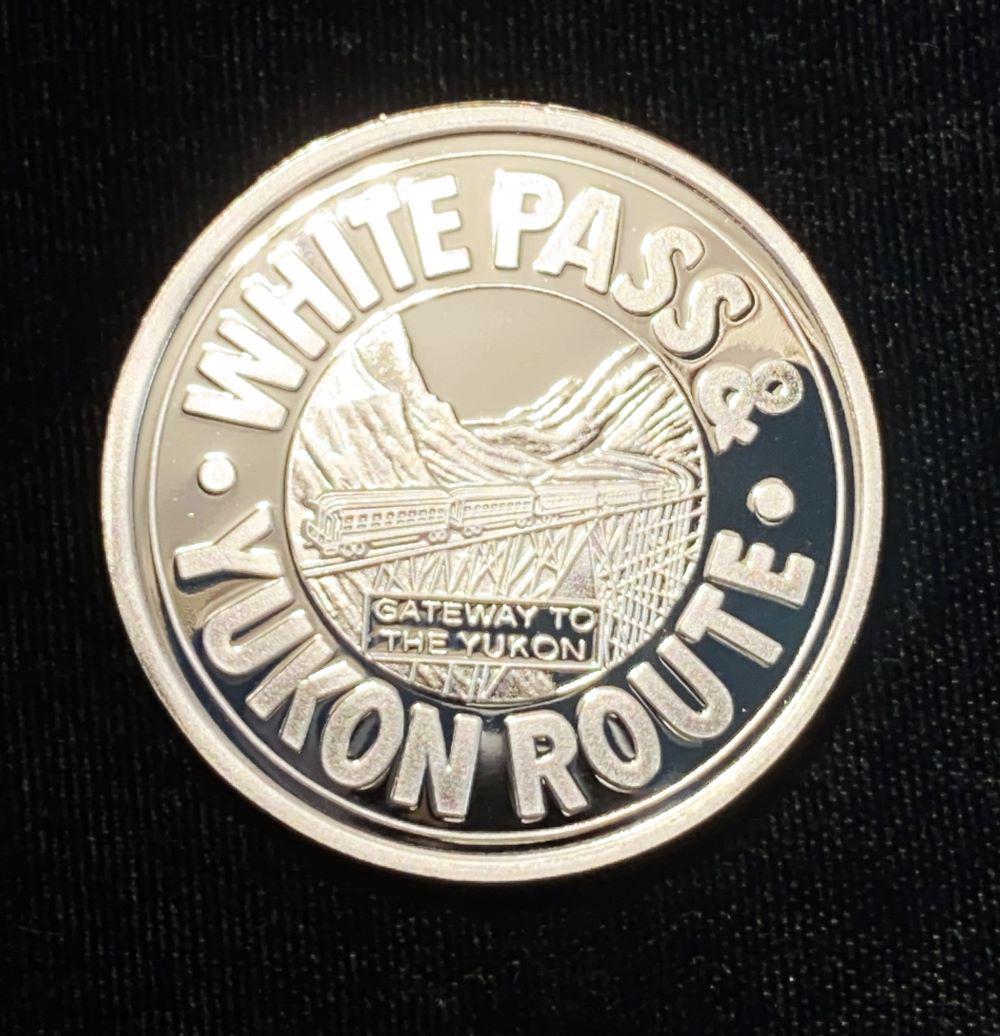 WHITE PASS &
YUKON ROUTE
GATEWAY TO
THE YUKON